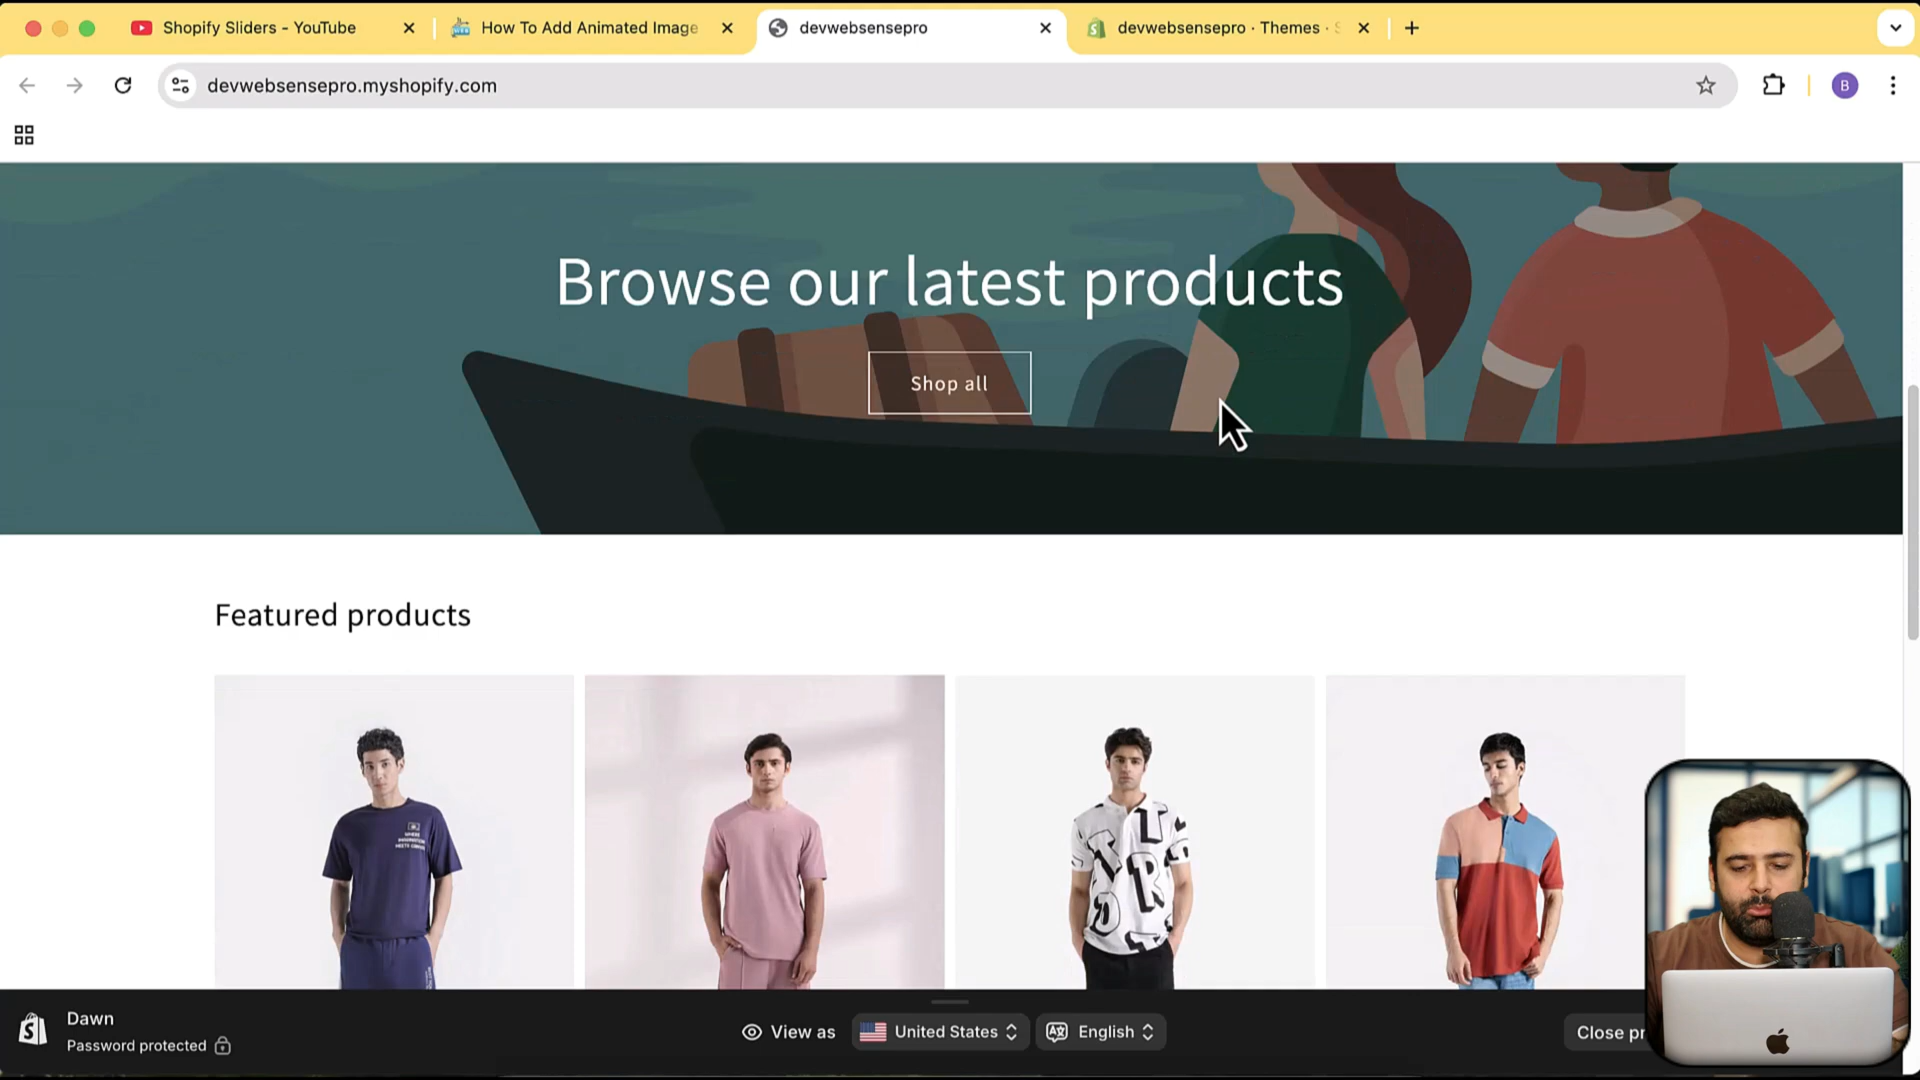 Shopify Sliders - YouTube
How To Add Animated Image
devwebsensepro
devwebsensepro · Themes · S
devwebsensepro.myshopify.com
B
Browse our latest products
Shop all
Featured products
Dawn
Password protected
View as
United States
English
Close pr